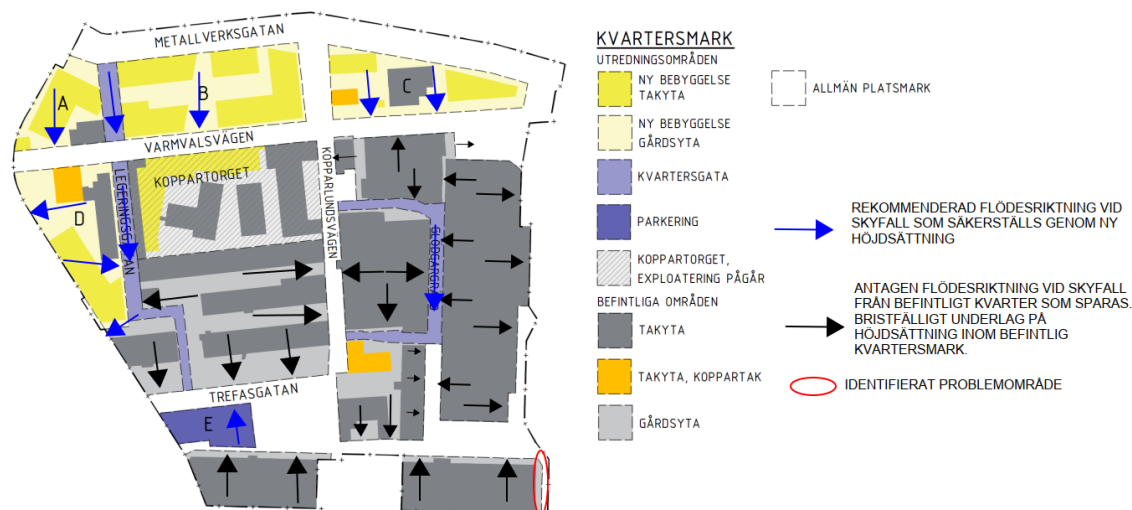 METALLVERKSGATAN
A
B
C
VARMVALSVÄGEN
KOPPARTORGET
LEGERINGSGATAN
KOPPARLUNDSVÄGEN
D
TREFASGATAN
E
KVARTERSMARK
UTREDNINGSOMRÅDEN
NY BEBYGGELSE
TAKYTA
NY BEBYGGELSE
GÅRDSYTA
KVARTERSGATA
PARKERING
KOPPARTORGET,
EXPLOATERING PÅGÅR
BEFINTLIGA OMRÅDEN
TAKYTA
TAKYTA, KOPPARTAK
GÅRDSYTA
ALLMÄN PLATSMARK
REKOMMENDERAD FLÖDESRIKTNING VID
SKYFALL SOM SÄKERSTÄLLS GENOM NY
HÖJDSÄTTNING
ANTAGEN FLÖDESRIKTNING VID SKYFALL
FRÅN BEFINTLIGT KVARTER SOM SPARAS.
BRISTFÄLLIGT UNDERLAG PÅ
HÖJDSÄTTNING INOM BEFINTLIG
KVARTERSMARK.
IDENTIFIERAT PROBLEMOMRÅDE